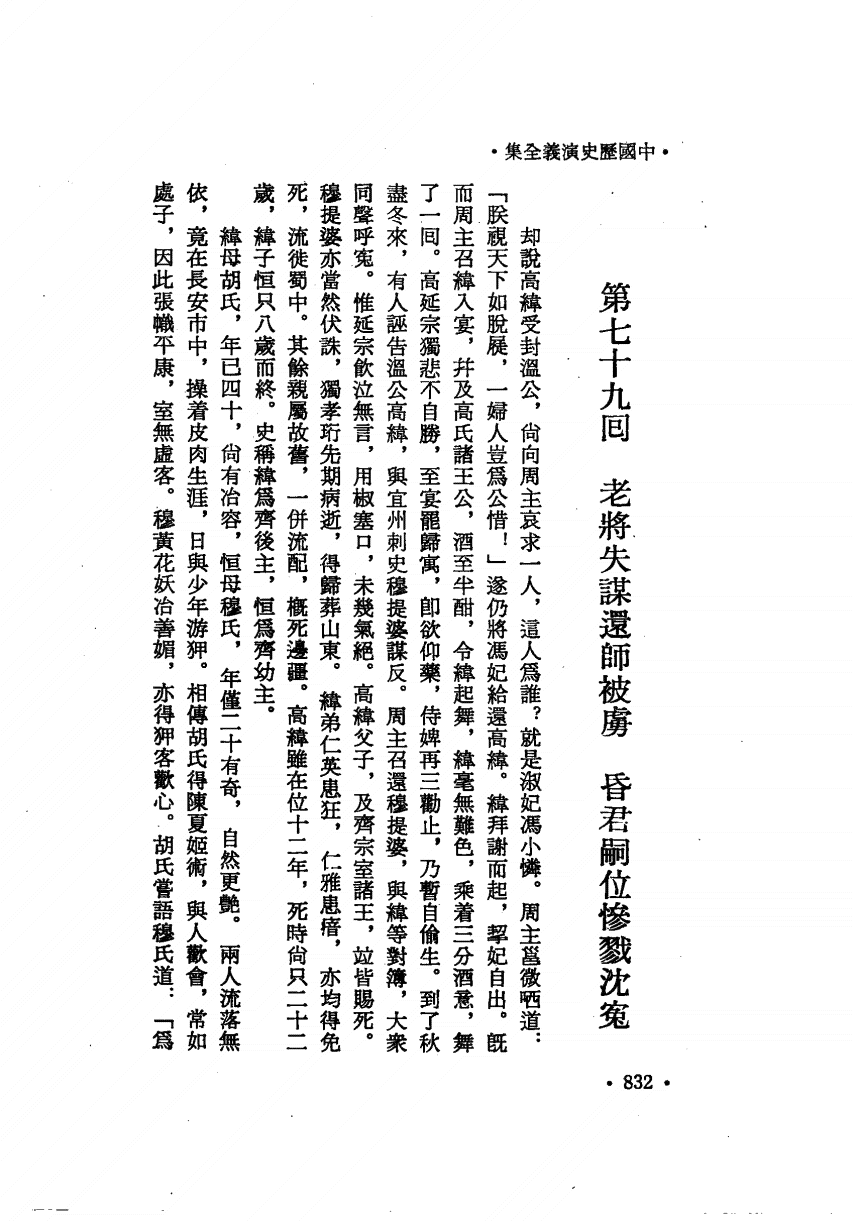 •中國歷史演義全集•
第七十九回　老將失謀還師被虜　昏君嗣位慘戮沈寃
却說高緯受封溫公，尙向周主哀求一人，這人爲誰？就是淑妃馮小憐。周主邕微哂道：
「朕視天下如脫屣，一婦人豈爲公惜！」遂仍將馮妃給還高緯。緯拜謝而起，挈妃自出。旣
而周主召緯入宴，幷及高氏諸王公，酒至半酣，令緯起舞，緯毫無難色，乘着三分酒意，舞
了一回。高延宗獨悲不自勝，至宴罷歸寓，卽欲仰藥，侍婢再三勸止，乃暫自偷生。到了秋
盡冬來，有人誣告溫公高緯，與宜州刺史穆提婆謀反。周主召還穆提婆，與緯等對簿，大衆
同聲呼寃。惟延宗飮泣無言，用椒塞口，未幾氣絕。高緯父子，及齊宗室諸王，竝皆賜死。
穆提婆亦當然伏誅，獨孝珩先期病逝，得歸葬山東。緯弟仁英患狂，仁雅患瘖，亦均得免
死，流徙蜀中。其餘親屬故舊，一併流配，槪死邊疆。高緯雖在位十二年，死時尙只二十二
歲，緯子恒只八歲而終。史稱緯爲齊後主，恒爲齊幼主。
緯母胡氏，年已四十，尙有冶容，恒母穆氏，年僅二十有奇，自然更艷。兩人流落無
依，竟在長安市中，操着皮肉生涯，日與少年游狎。相傳胡氏得陳夏姬術，與人歡會，常如
處子，因此張幟平康，室無虛客。穆黃花妖冶善媚，亦得狎客歡心。胡氏嘗語穆氏道：「爲
•832•